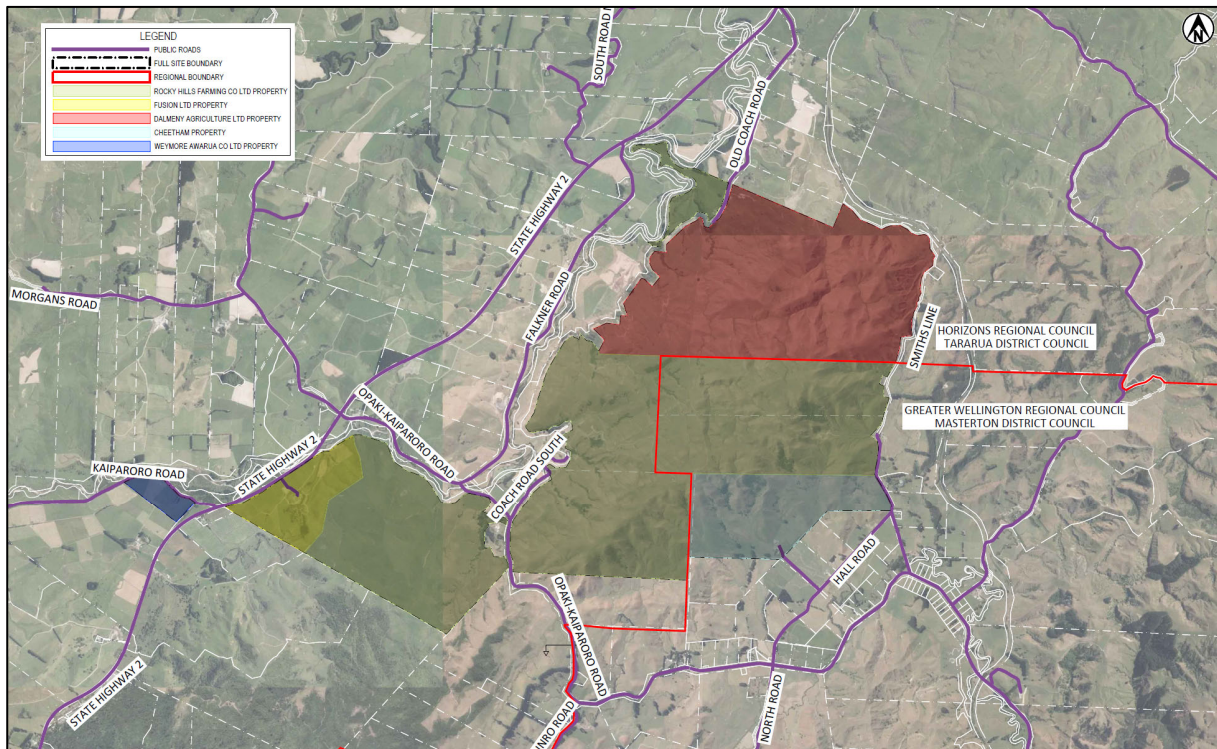 LEGEND
PUBLIC ROADS
FULL SITE BOUNDARY
REGIONAL BOUNDARY
ROCKY HILLS FARMING CO LTD PROPERTY
FUSION LTD PROPERTY
DALMENY AGRICULTURE LTD PROPERTY
CHEETHAM PROPERTY
WEYMORE AWARUA CO LTD PROPERTY
N
SOUTH ROAD
OLD COACH ROAD
STATE HIGHWAY 2
FALKNER ROAD
MORGANS ROAD
SMITHS LINE
HORIZONS REGIONAL COUNCIL
TARARUA DISTRICT COUNCIL
GREATER WELLINGTON REGIONAL COUNCIL
MASTERTON DISTRICT COUNCIL
OPAKI-KAIPARORO ROAD
STATE HIGHWAY 2
KAIPARORO ROAD
COACH ROAD SOUTH
HALL ROAD
OPAKI-KAIPARORO ROAD
STATE HIGHWAY 2
NORTH ROAD
ROAD